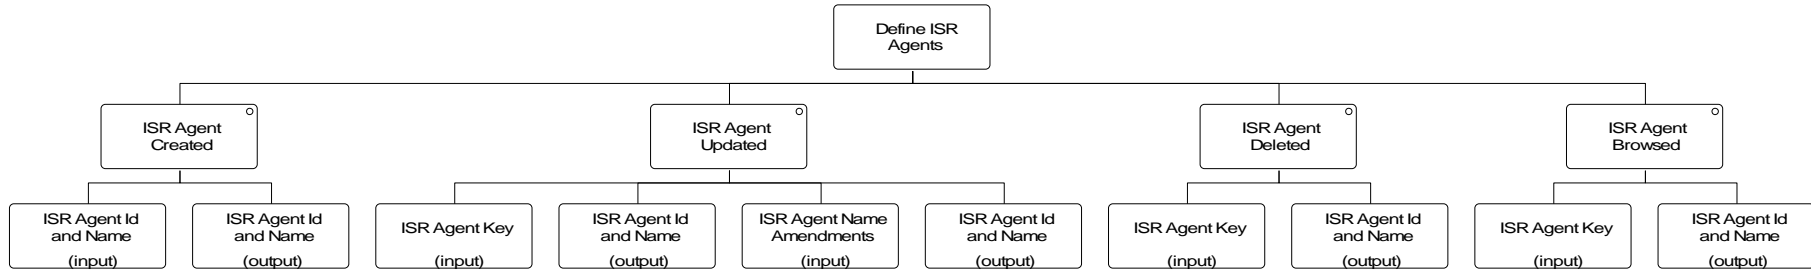 Define ISR
Agents
ISR Agent
Created
ISR Agent
Updated
ISR Agent
Deleted
ISR Agent
Browsed
ISR Agent Id
and Name
(input)
ISR Agent Id
and Name
(output)
ISR Agent Key
(input)
ISR Agent Id
and Name
(output)
ISR Agent Name
Amendments
(input)
ISR Agent Id
and Name
(output)
ISR Agent Key
(input)
ISR Agent Id
and Name
(output)
ISR Agent Key
(input)
ISR Agent Id
and Name
(output)